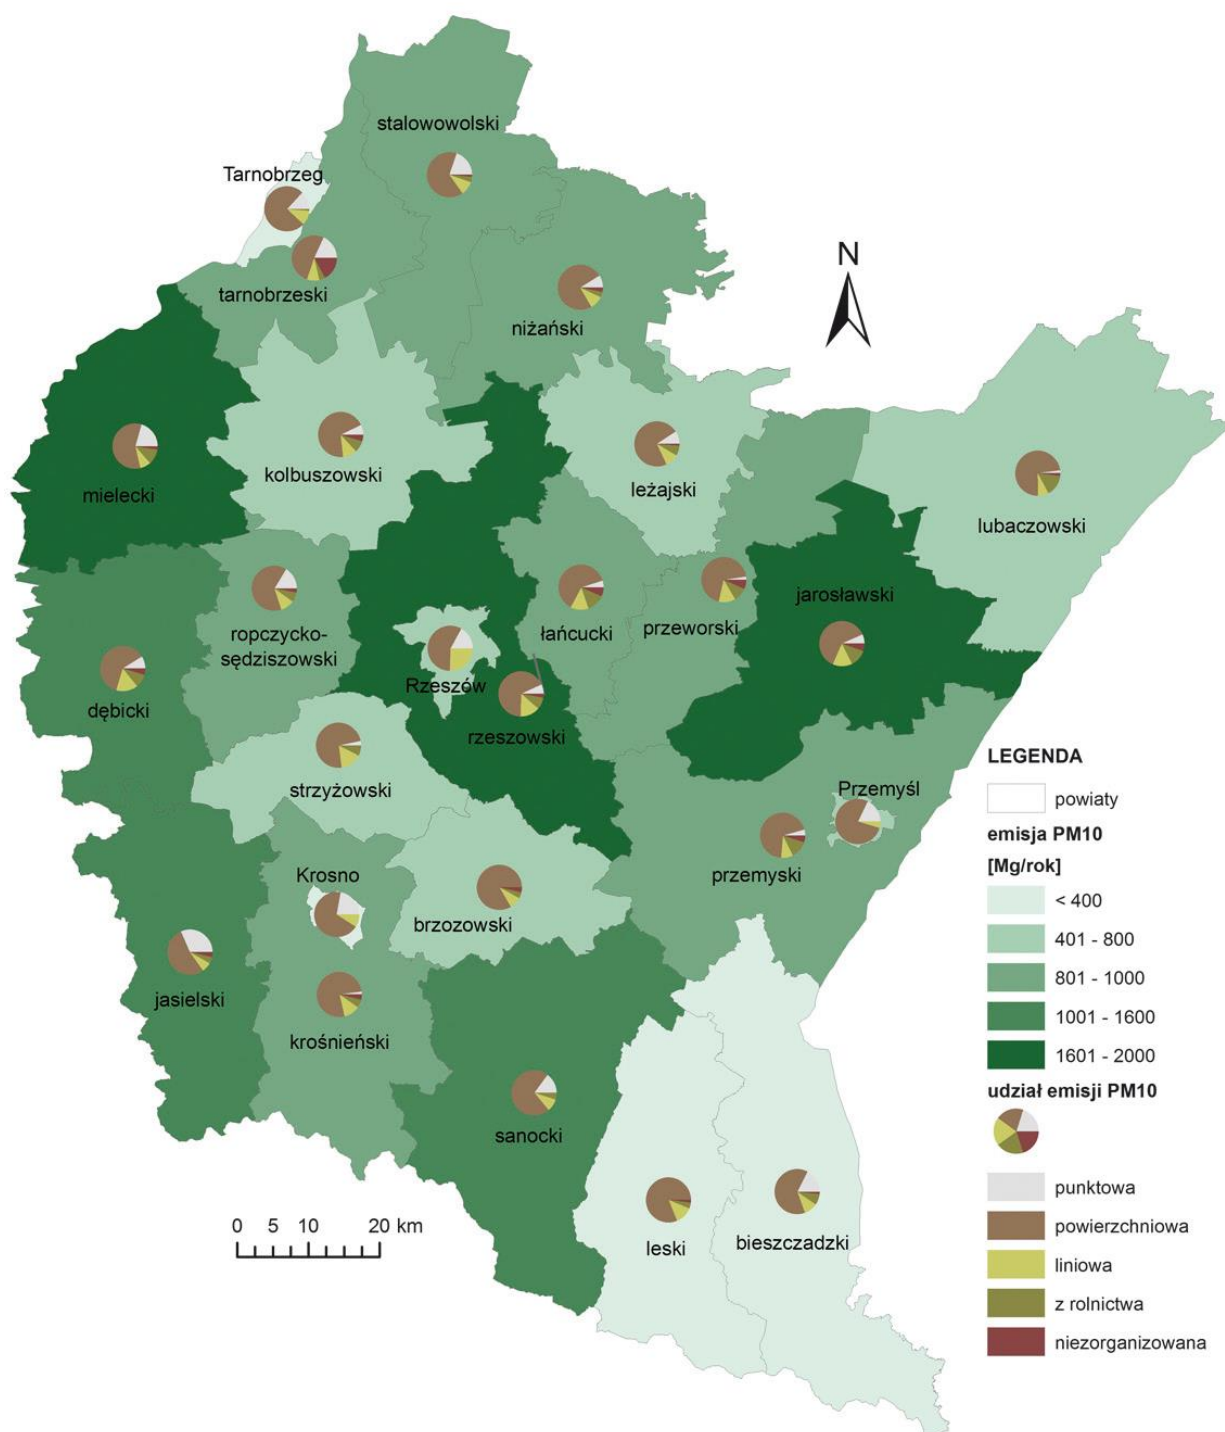 stalowowolski
Tarnobrzeg
N
tarnobrzeski
niżański
kolbuszowski
leżajski
mielecki
lubaczowski
jarosławski
ropczycko-
sędziszowski
łańcucki
przeworski
Rzeszów
dębicki
rzeszowski
strzyżowski
Przemyśl
przemyski
Krosno
brzozowski
jasielski
krośnieński
sanocki
leski
bieszczadzki
0 5 10 20 km
LEGENDA
powiaty
emisja PM10
[Mg/rok]
< 400
401 - 800
801 - 1000
1001 - 1600
1601 - 2000
udział emisji PM10
punktowa
powierzchniowa
liniowa
z rolnictwa
niezorganizowana